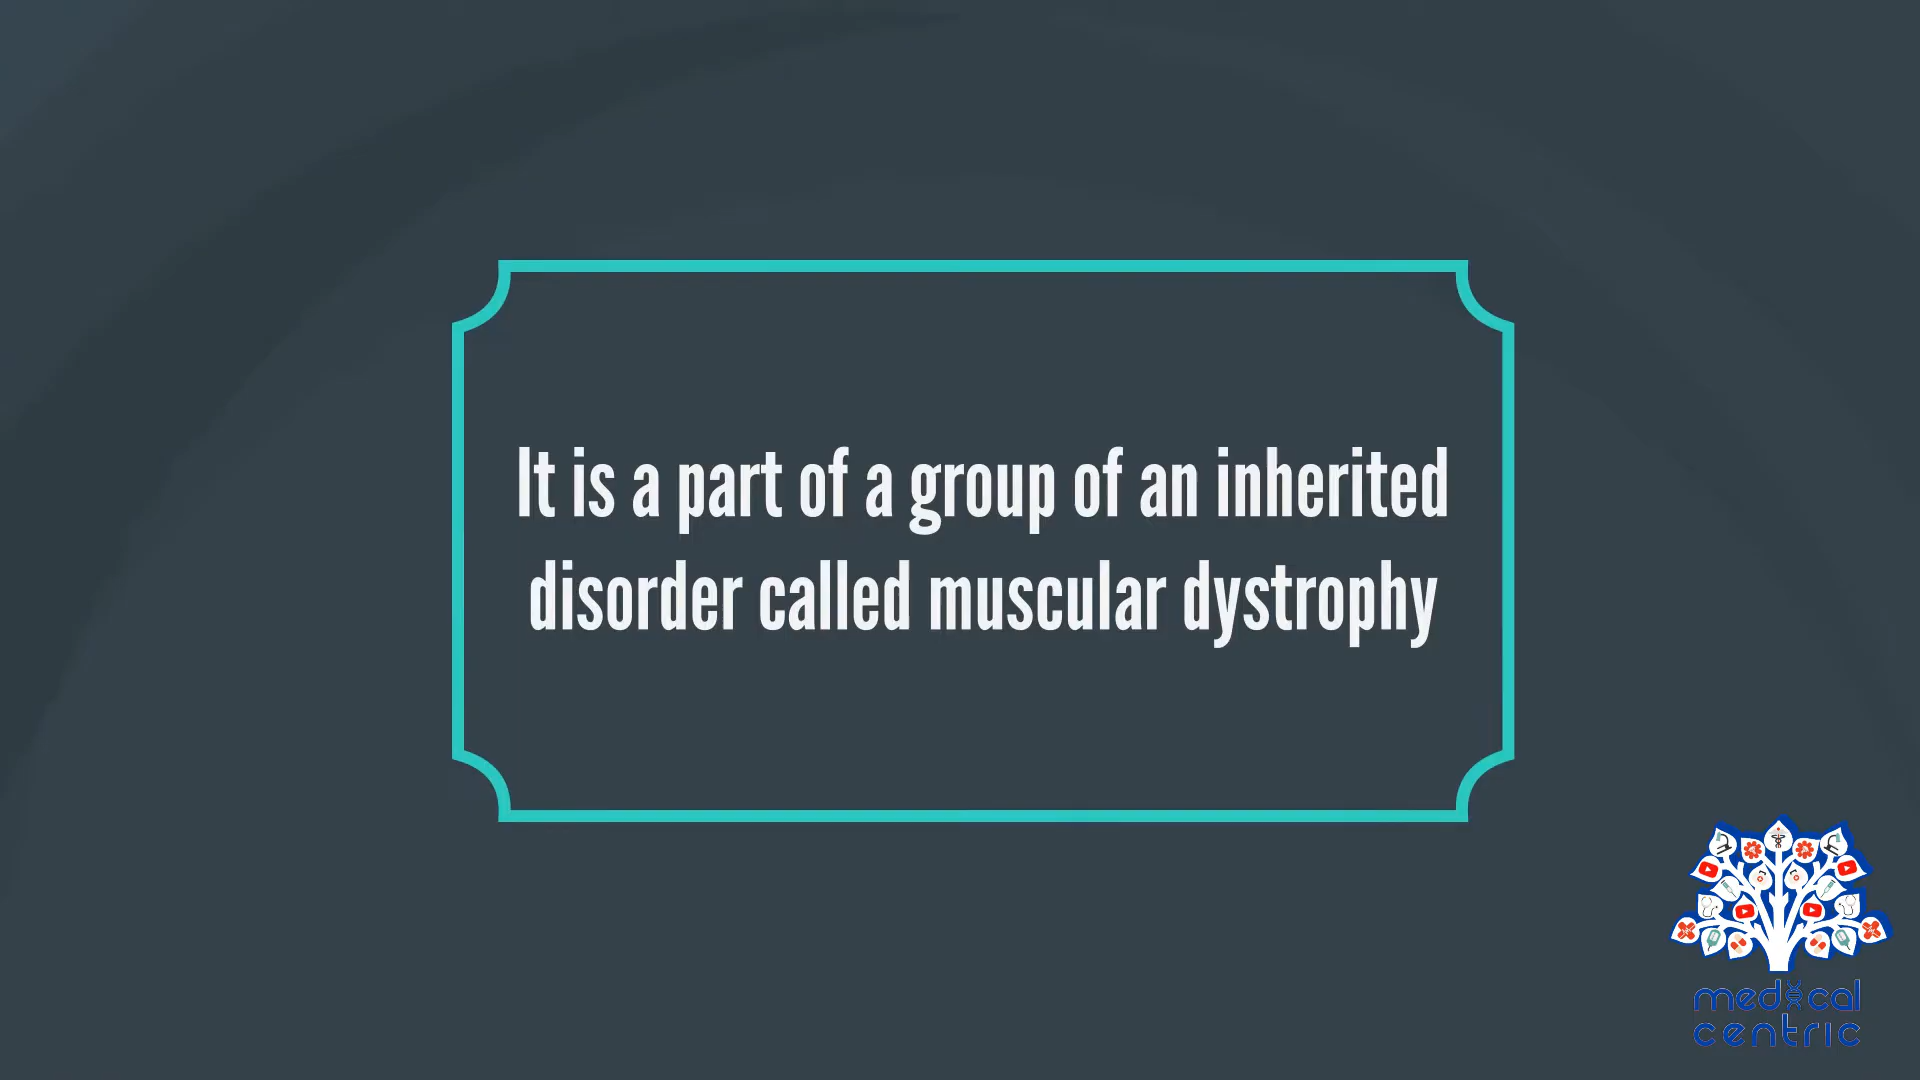 It is a part of a group of an inherited
disorder called muscular dystrophy
medical
centric